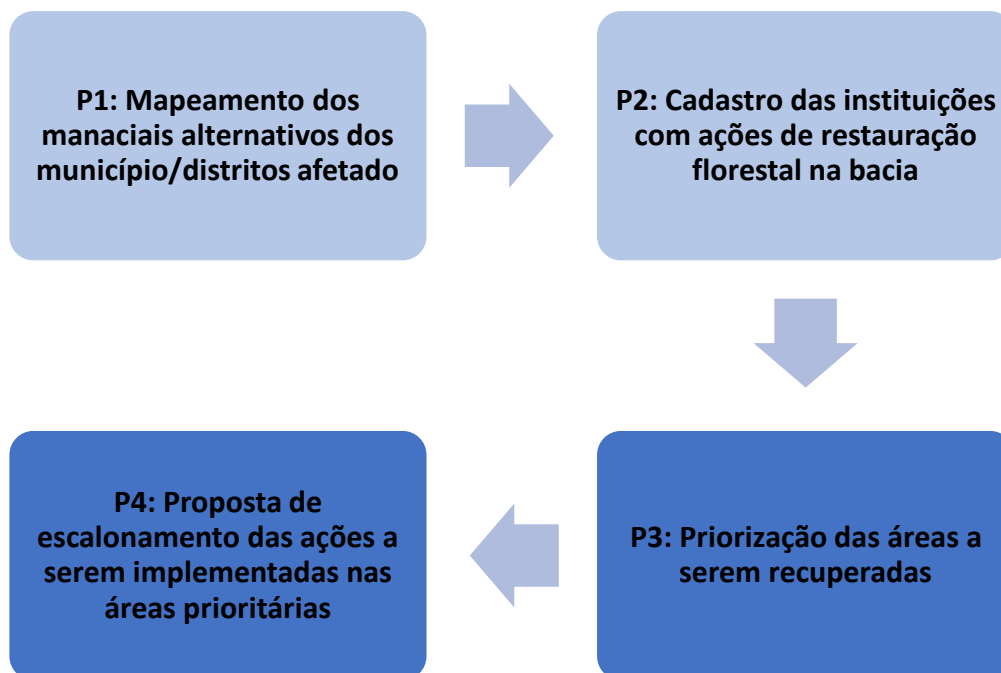 P1: Mapeamento dos
manaciais alternativos dos
município/distritos afetado
P2: Cadastro das instituições
com ações de restauração
florestal na bacia
P3: Priorização das áreas a
serem recuperadas
P4: Proposta de
escalonamento das ações a
serem implementadas nas
áreas prioritárias